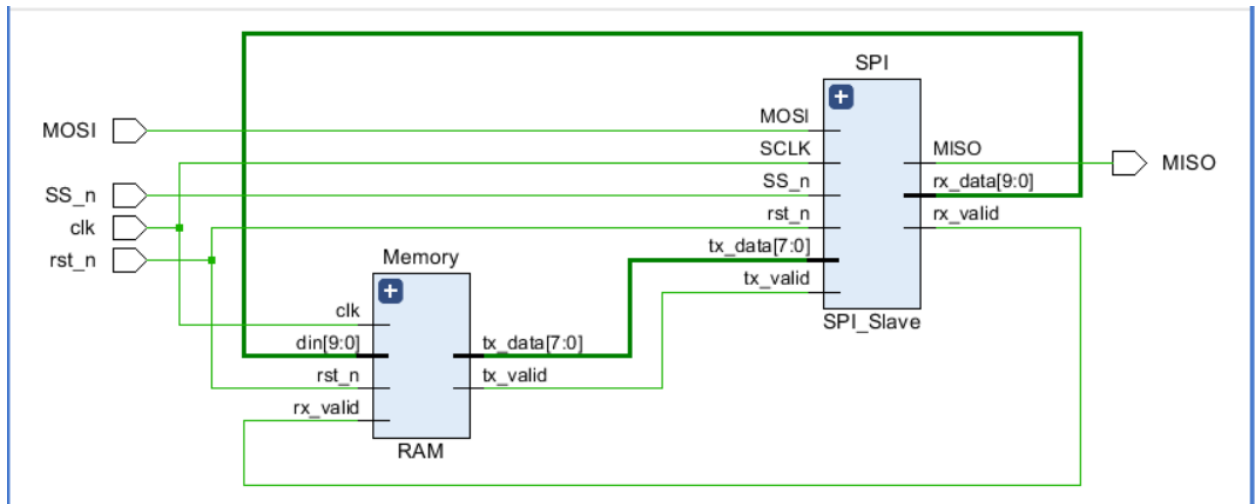 SPI
MOSI
SS_n
clk
rst_n
MOSI
SCLK
SS_n
rst_n
tx_data[7:0]
tx_valid
MISO
rx_data[9:0]
rx_valid
SPI_Slave
MISO
Memory
clk
din[9:0]
rst_n
rx_valid
tx_data[7:0]
tx_valid
RAM